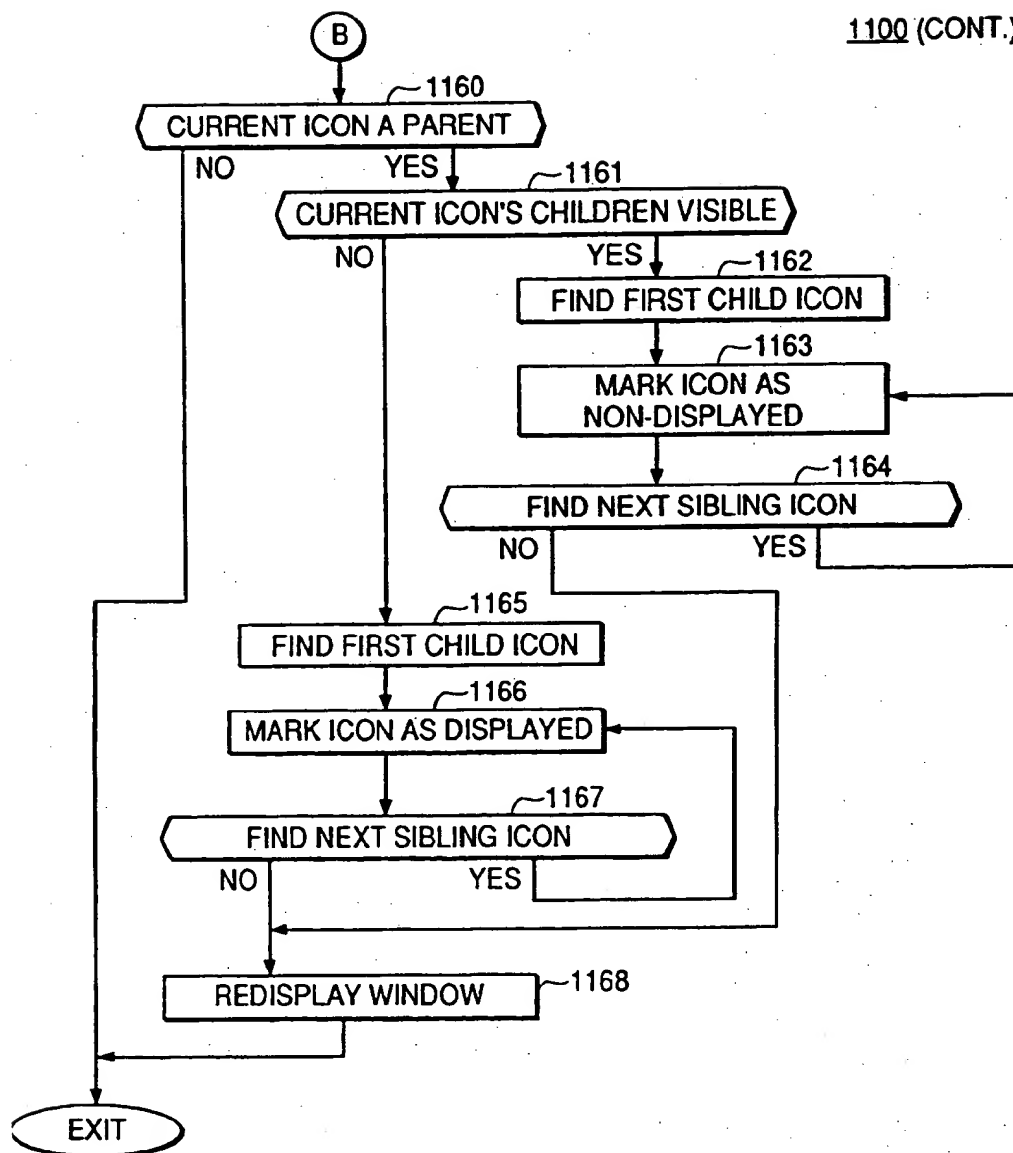 B
1100 (CONT.)
1160
CURRENT ICON A PARENT
NO
YES
1161
CURRENT ICON'S CHILDREN VISIBLE
NO
YES
1162
FIND FIRST CHILD ICON
1163
MARK ICON AS
NON-DISPLAYED
1164
FIND NEXT SIBLING ICON
NO
YES
1165
FIND FIRST CHILD ICON
1166
MARK ICON AS DISPLAYED
1167
FIND NEXT SIBLING ICON
NO
YES
REDISPLAY WINDOW
1168
EXIT